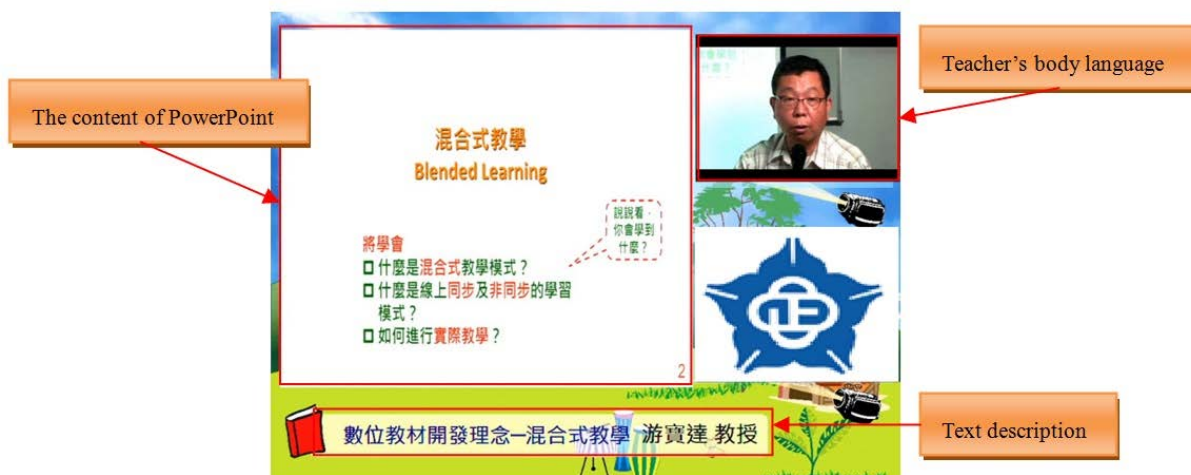 The content of PowerPoint
混合式教學
Blended Learning
說說看，
你會學到
什麼？
將學會
什麼是混合式教學模式？
什麼是線上同步及非同步的學習
模式？
如何進行實際教學？
2
Teacher's body language
數位教材開發理念—混合式教學 游寶達 教授
Text description